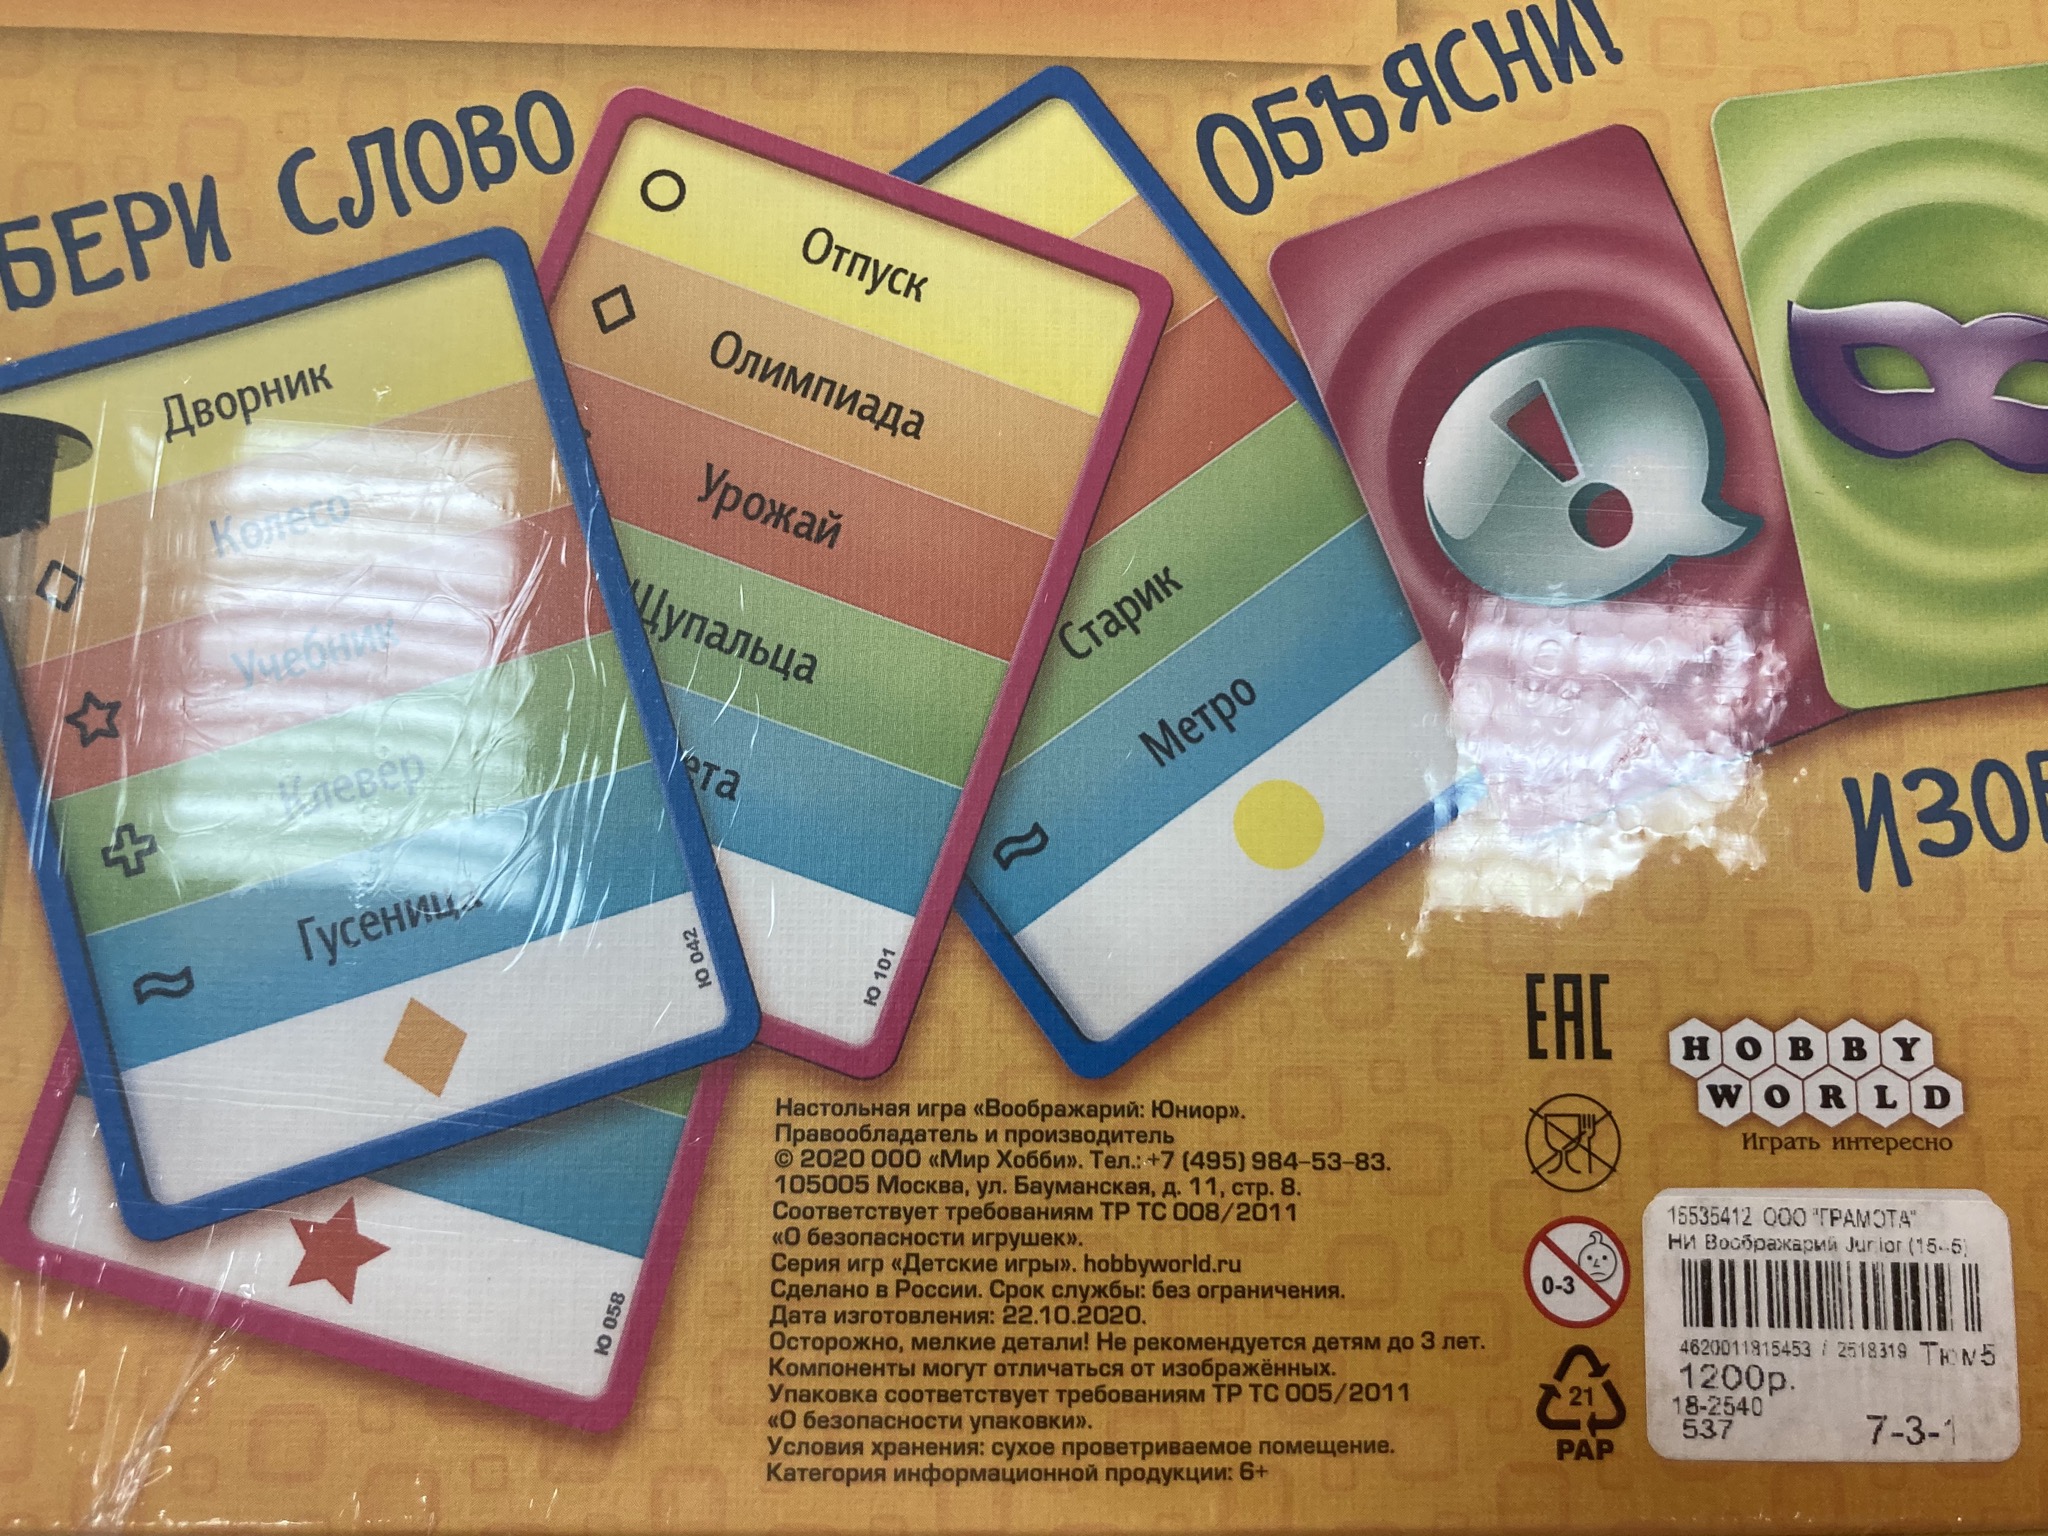 БЕРИ СЛОВО
ОБЪЯСНИ!
Дворник
Колесо
Учебник
Клевер
Гусеница
Ю 042
Отпуск
Олимпиада
Урожай
Щупальца
ета
Ю 101
Старик
Метро
Ю 058
ИЗОБ
EAC
HOBBY
WORLD
Играть интересно
Настольная игра «Воображарий: Юниор».
Правообладатель и производитель
© 2020 ООО «Мир Хобби». Тел.: +7 (495) 984–53–83.
105005 Москва, ул. Бауманская, д. 11, стр. 8.
Соответствует требованиям ТР ТС 008/2011
«О безопасности игрушек».
Серия игр «Детские игры». hobbyworld.ru
Сделано в России. Срок службы: без ограничения.
Дата изготовления: 22.10.2020.
Осторожно, мелкие детали! Не рекомендуется детям до 3 лет.
Компоненты могут отличаться от изображённых.
Упаковка соответствует требованиям ТР ТС 005/2011
«О безопасности упаковки».
Условия хранения: сухое проветриваемое помещение.
Категория информационной продукции: 6+
0-3
21
PAP
15535412 ООО "ГРАМОТА"
НИ Воображарий Junior
4620011815453 / 2518319 Тюм5
1200р.
18-2540
537 7-3-1